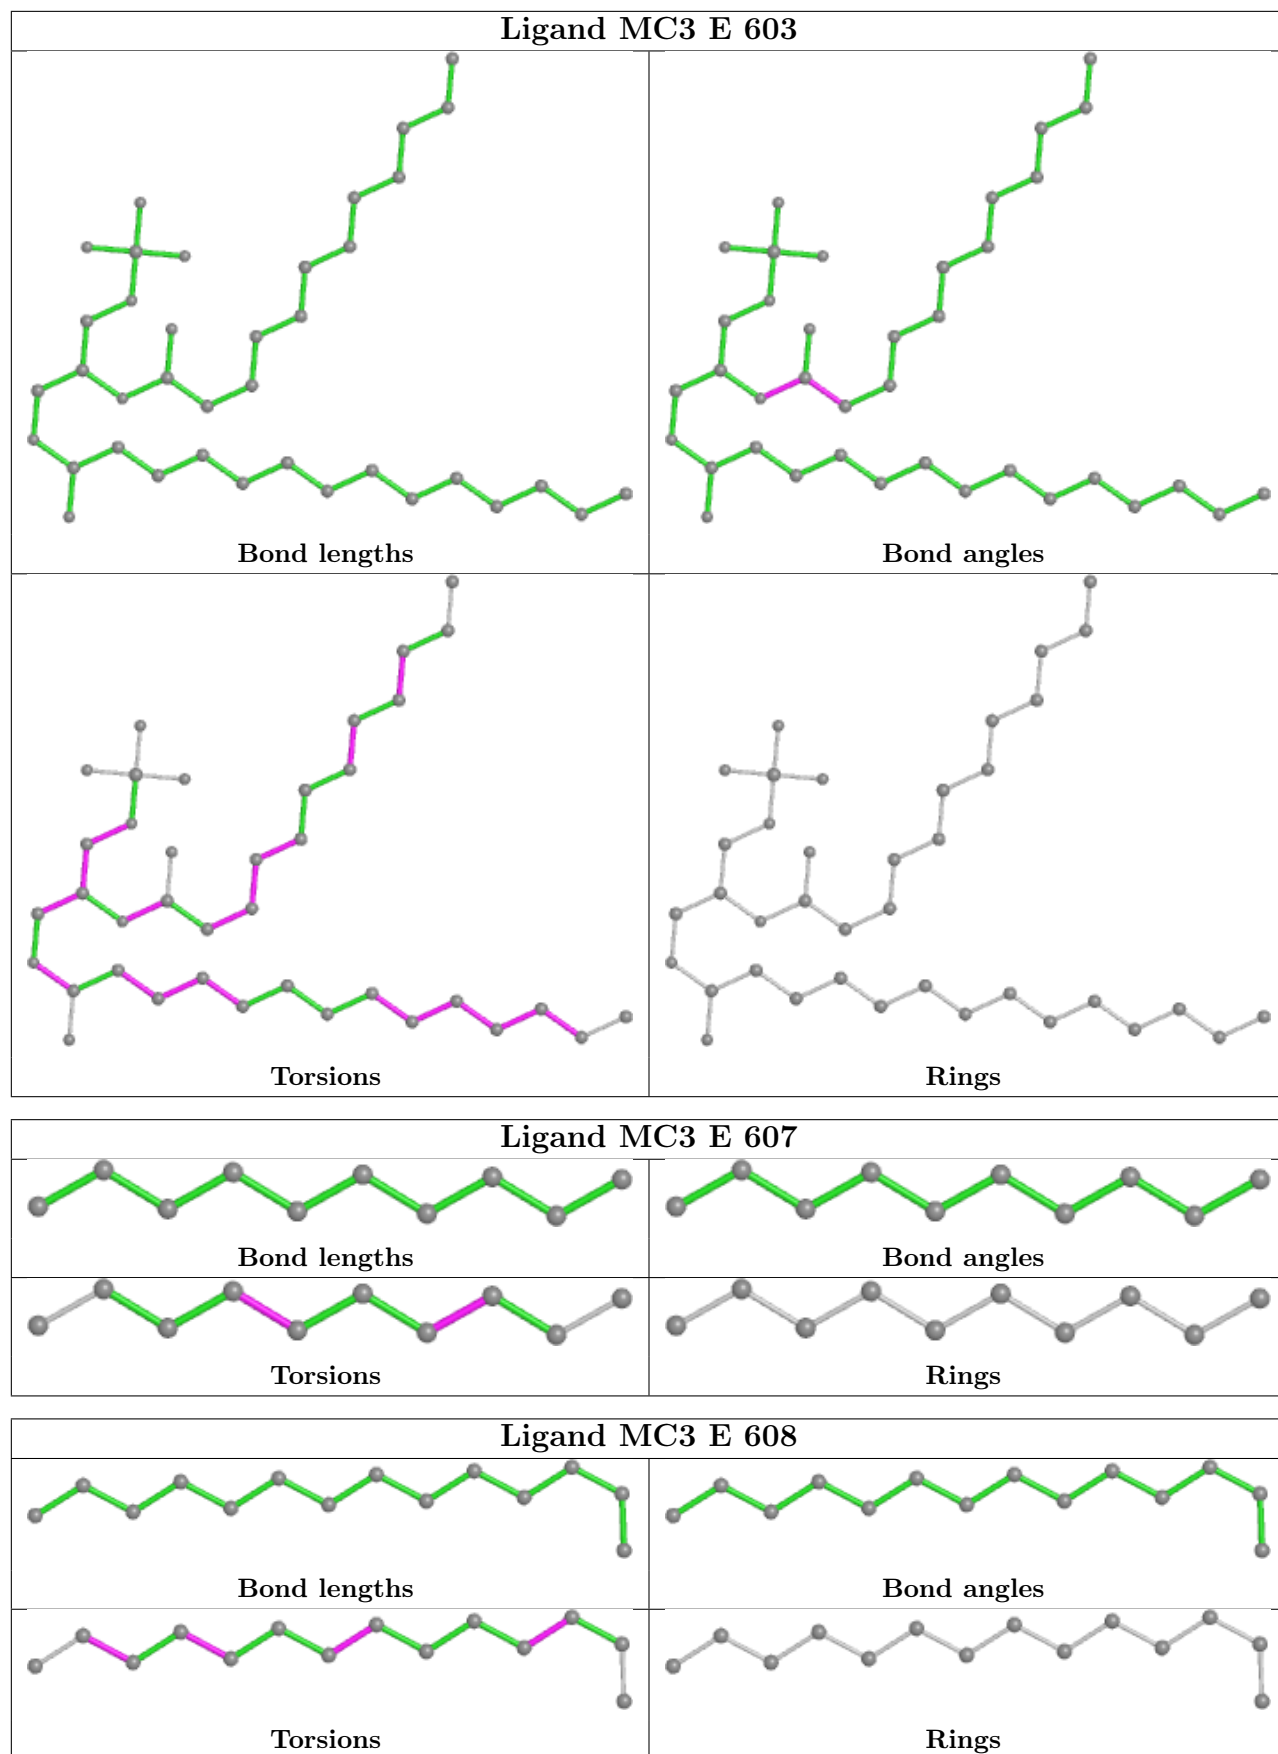 Ligand MC3 E 603
Bond lengths
Bond angles
Torsions
Rings
Ligand MC3 E 607
Bond lengths
Bond angles
Torsions
Rings
Ligand MC3 E 608
Bond lengths
Bond angles
Torsions
Rings